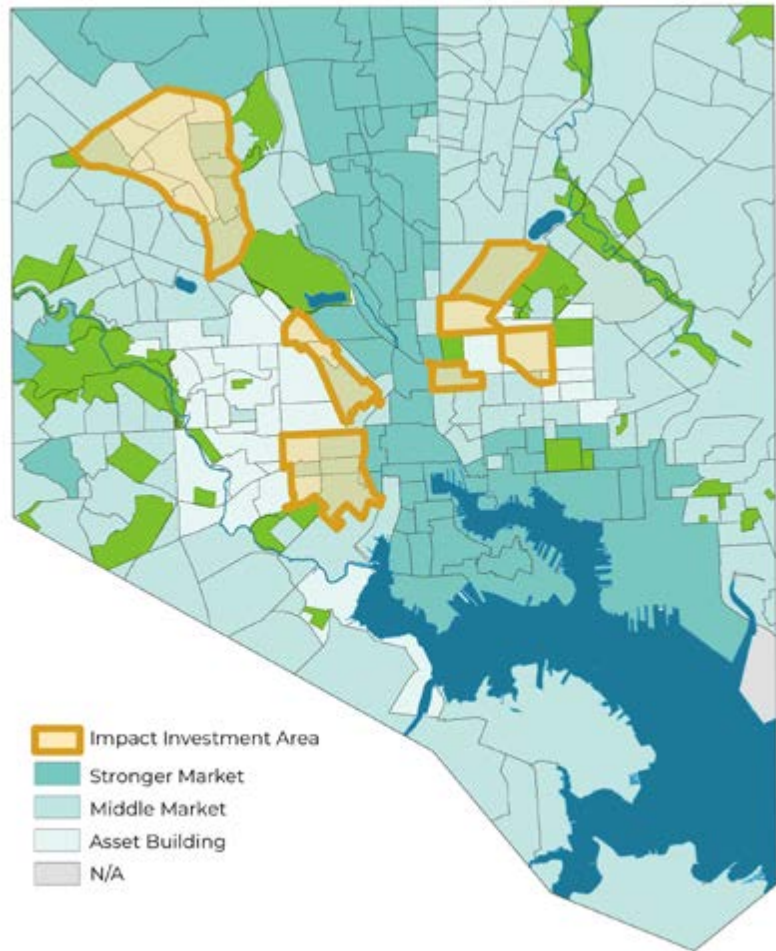 Impact Investment Area
Stronger Market
Middle Market
Asset Building
N/A